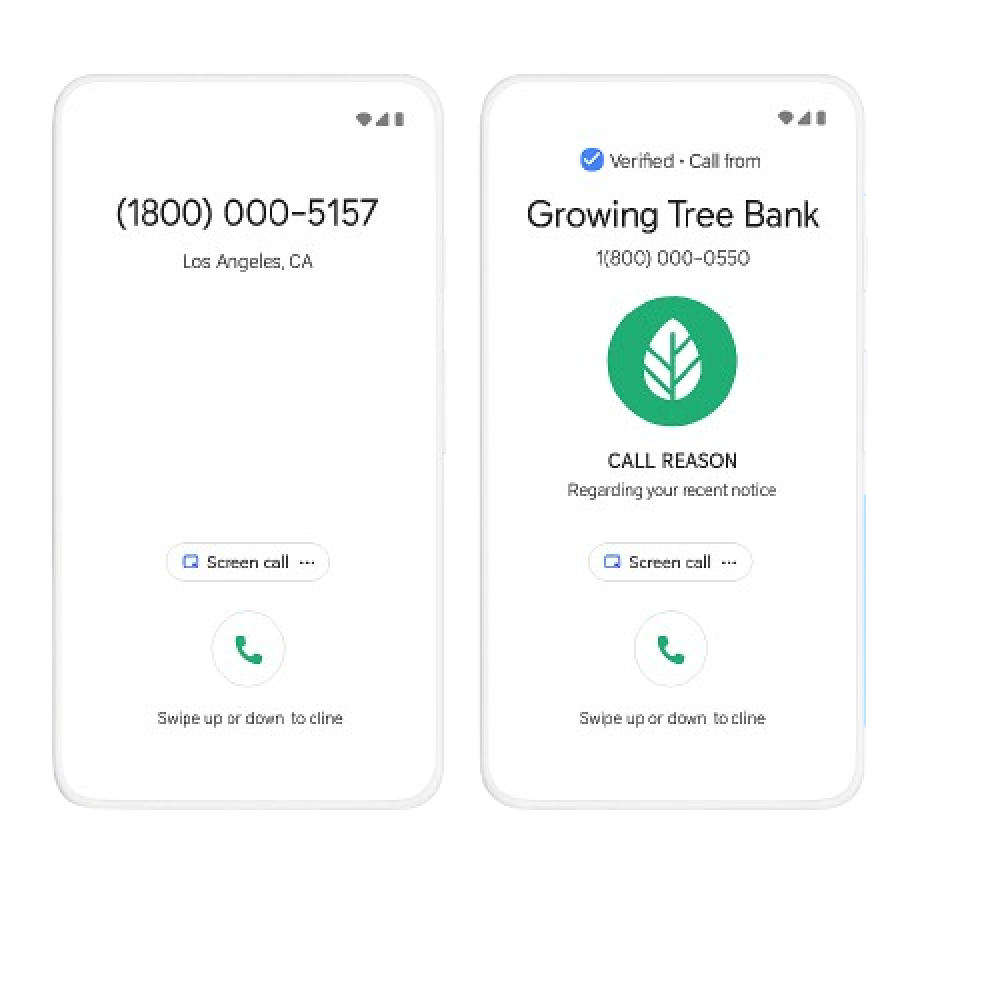 (1800) 000-5157
Los Angeles, CA
Screen call ...
Swipe up or down to cline
Verified • Call from
Growing Tree Bank
1(800) 000-0550
CALL REASON
Regarding your recent notice
Screen call ...
Swipe up or down to cline